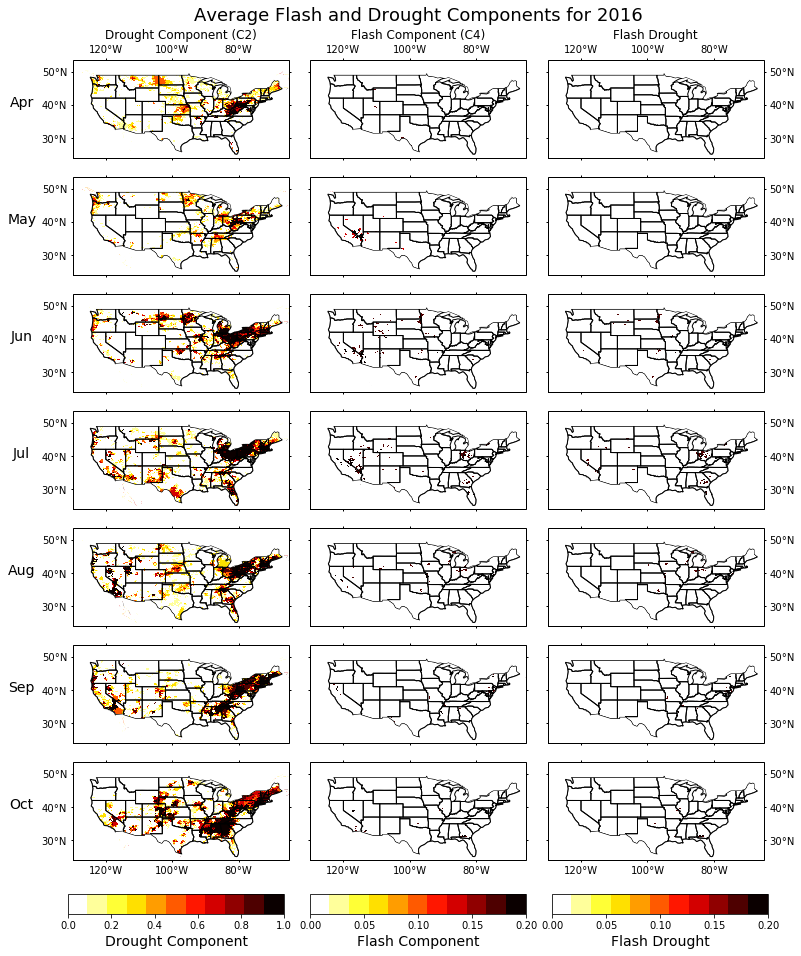 Average Flash and Drought Components for 2016
Drought Component (C2) Flash Component (C4) Flash Drought
120°W 100°W 80°W 120°W 100°W 80°W 120°W 100°W 80°W
50°N 50°N
Apr 40°N 40°N
30°N 30°N
50°N 50°N
May 40°N 40°N
30°N 30°N
50°N 50°N
Jun 40°N 40°N
30°N 30°N
50°N 50°N
Jul 40°N 40°N
30°N 30°N
50°N 50°N
Aug 40°N 40°N
30°N 30°N
50°N 50°N
Sep 40°N 40°N
30°N 30°N
50°N 50°N
Oct 40°N 40°N
30°N 30°N
120°W 100°W 80°W 120°W 100°W 80°W 120°W 100°W 80°W
0.0 0.2 0.4 0.6 0.8 1.0 0.00 0.05 0.10 0.15 0.20 0.00 0.05 0.10 0.15 0.20
Drought Component Flash Component Flash Drought